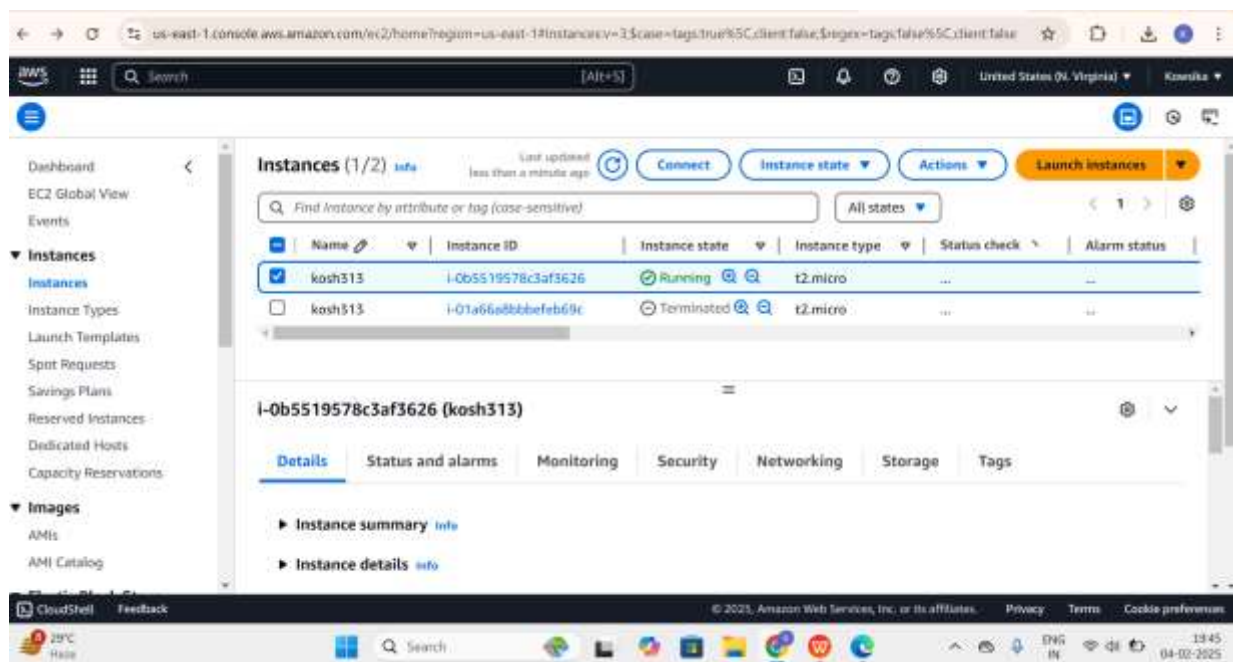 us-east-1.console.aws.amazon.com/ec2/home?region=us-east-1#Instances:v=3;$case=tags:true%5C,client:false;$regex=tags:false%5C,client:false
aws
Search
[Alt+S]
United States (N. Virginia)
Kowsika
Dashboard
EC2 Global View
Events
Instances
Instances
Instance Types
Launch Templates
Spot Requests
Savings Plans
Reserved Instances
Dedicated Hosts
Capacity Reservations
Images
AMIs
AMI Catalog
Instances (1/2) Info
Last updated
less than a minute ago
Connect
Instance state
Actions
Launch instances
Find Instance by attribute or tag (case-sensitive)
All states
1
Name Instance ID Instance state Instance type Status check Alarm status
kosh313 i-0b5519578c3af3626 Running t2.micro ... ...
kosh313 i-01a66a8bbbefeb69c Terminated t2.micro ... ...
i-0b5519578c3af3626 (kosh313)
Details Status and alarms Monitoring Security Networking Storage Tags
Instance summary Info
Instance details Info
CloudShell Feedback
© 2025, Amazon Web Services, Inc. or its affiliates. Privacy Terms Cookie preferences
29°C
Haze
Search
ENG
IN
19:45
04-02-2025